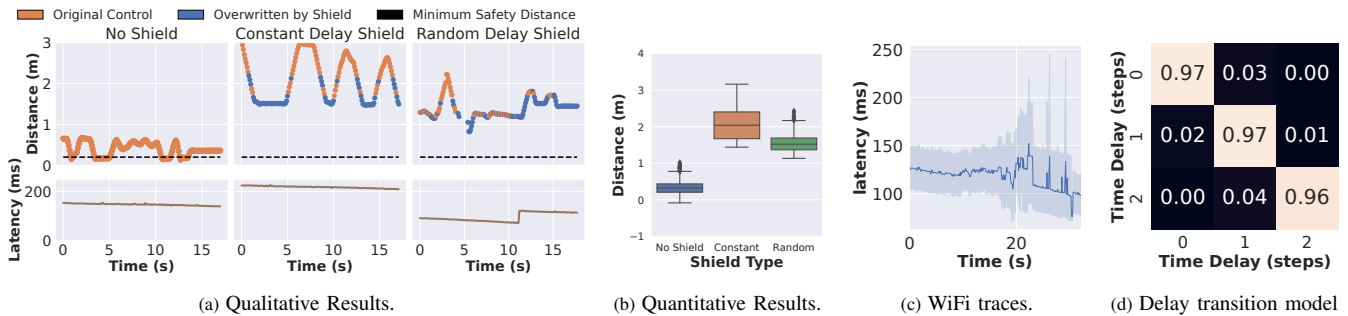 Original Control Overwritten by Shield Minimum Safety Distance
No Shield Constant Delay Shield Random Delay Shield
Distance (m)
3
2
1
0
Latency (ms)
200
0
0 5 10 15 0 5 10 15 0 5 10 15
Time (s) Time (s) Time (s)
(a) Qualitative Results.
Distance (m)
4
3
2
1
0
−1
No Shield Constant Random
Shield Type
(b) Quantitative Results.
latency (ms)
250
200
150
100
0 20
Time (s)
(c) WiFi traces.
Time Delay (steps)
0 0.97 0.03 0.00
1 0.02 0.97 0.01
2 0.00 0.04 0.96
0 1 2
Time Delay (steps)
(d) Delay transition model